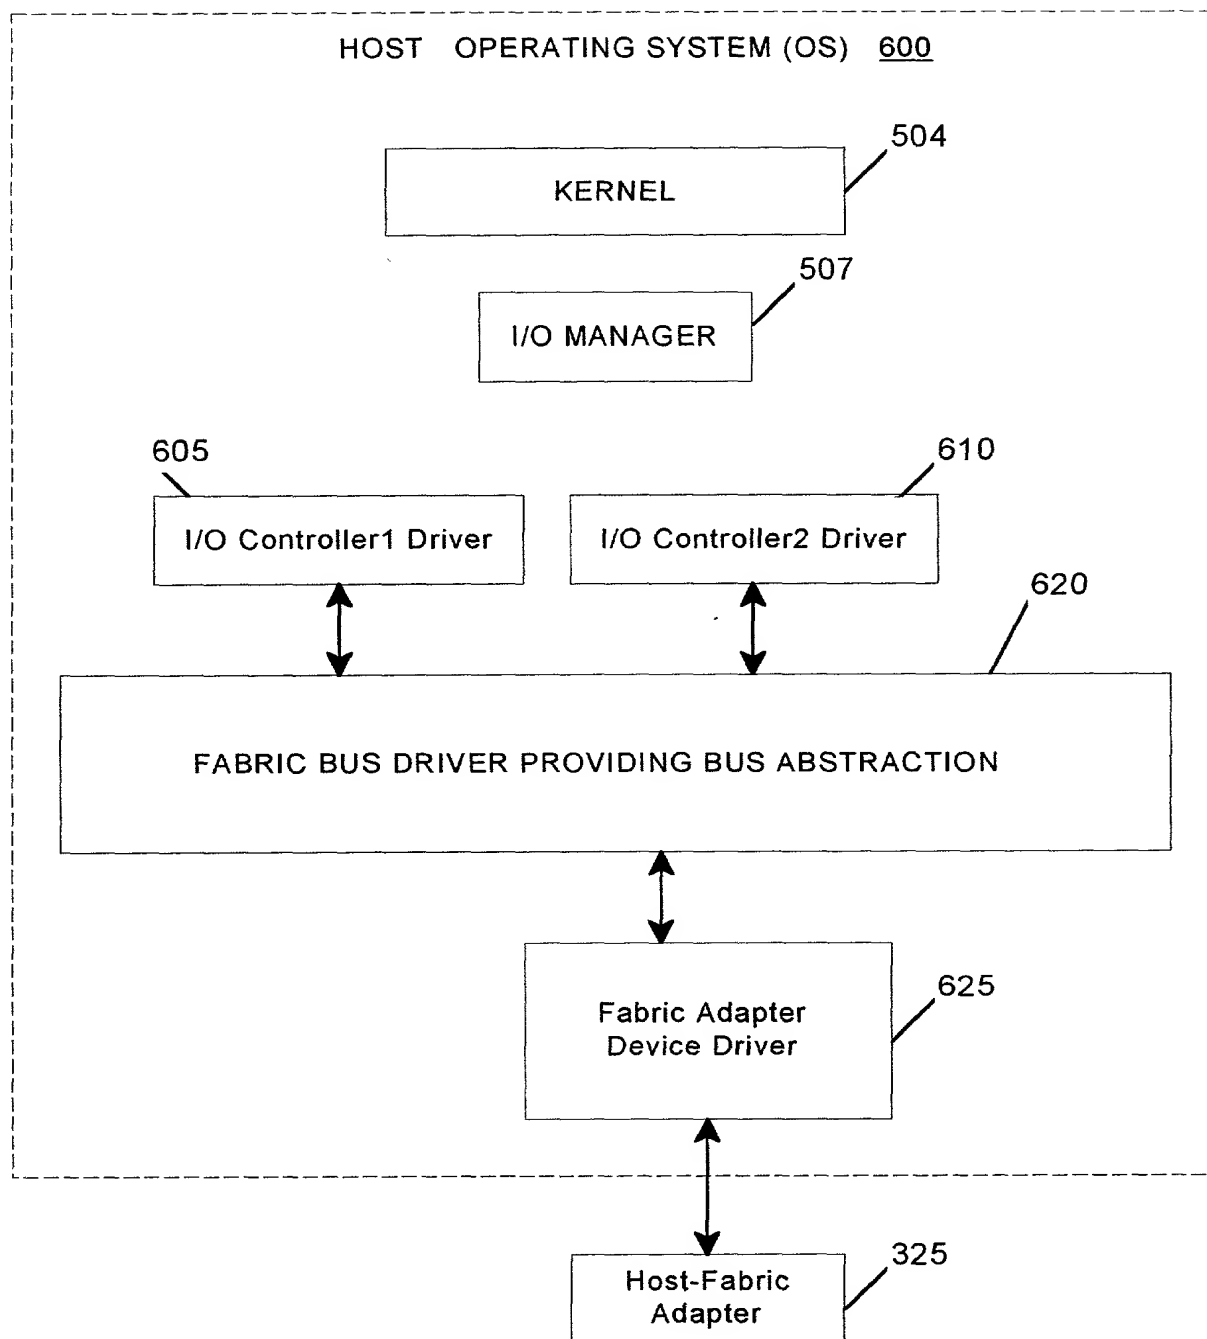 HOST OPERATING SYSTEM (OS) 600
504
KERNEL
507
I/O MANAGER
605
610
I/O Controller1 Driver
I/O Controller2 Driver
620
FABRIC BUS DRIVER PROVIDING BUS ABSTRACTION
625
Fabric Adapter
Device Driver
325
Host-Fabric
Adapter